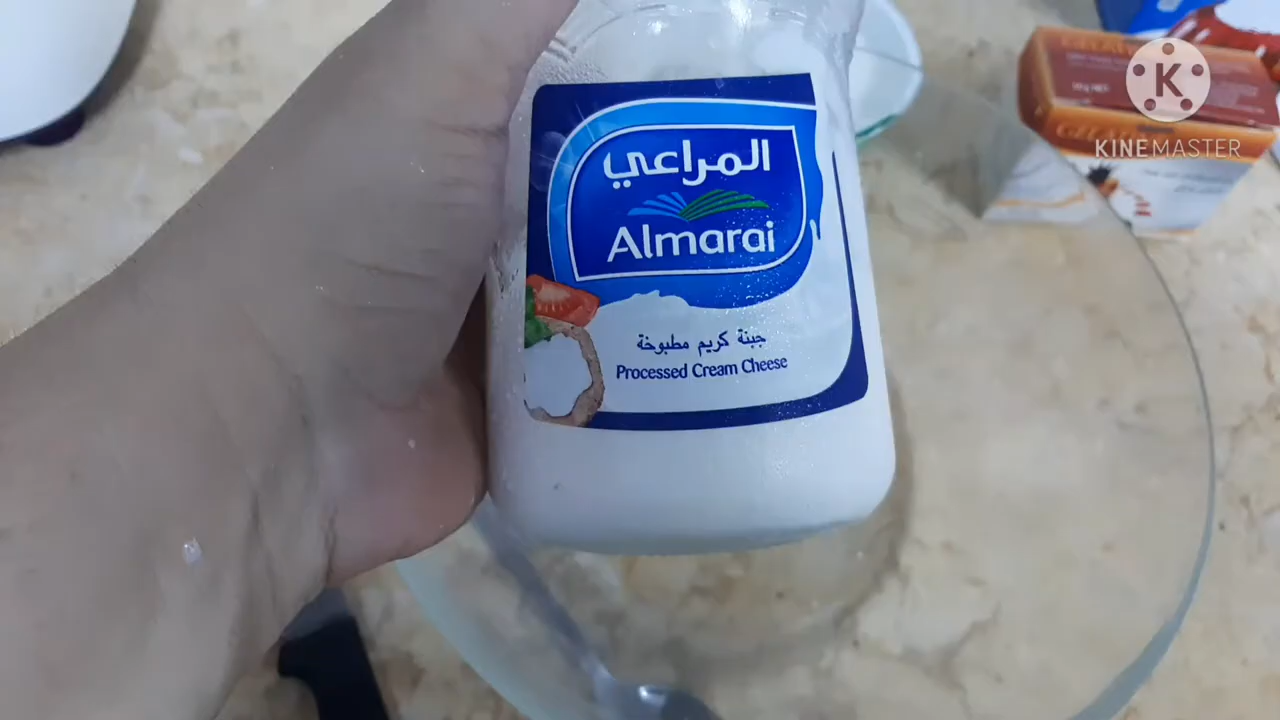 المراعي
Almarai
جبنة كريم مطبوخة
Processed Cream Cheese
K
KINEMASTER